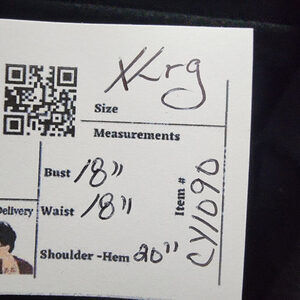 XLrg
Size
Measurements
Bust 18"
Waist 18"
Shoulder -Hem 20"
Delivery
Item # CY1090